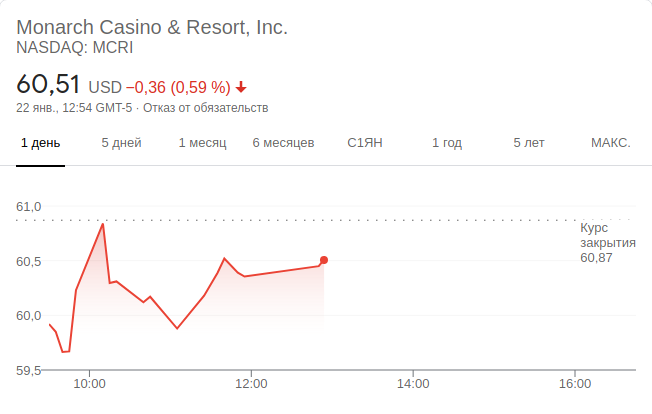 Monarch Casino & Resort, Inc.
NASDAQ: MCRI
60,51 USD −0,36 (0,59 %)
22 янв., 12:54 GMT-5 · Отказ от обязательств
1 день 5 дней 1 месяц 6 месяцев С1ЯН 1 год 5 лет МАКС.
61,0
Курс
закрытия
60,87
60,5
60,0
59,5
10:00 12:00 14:00 16:00